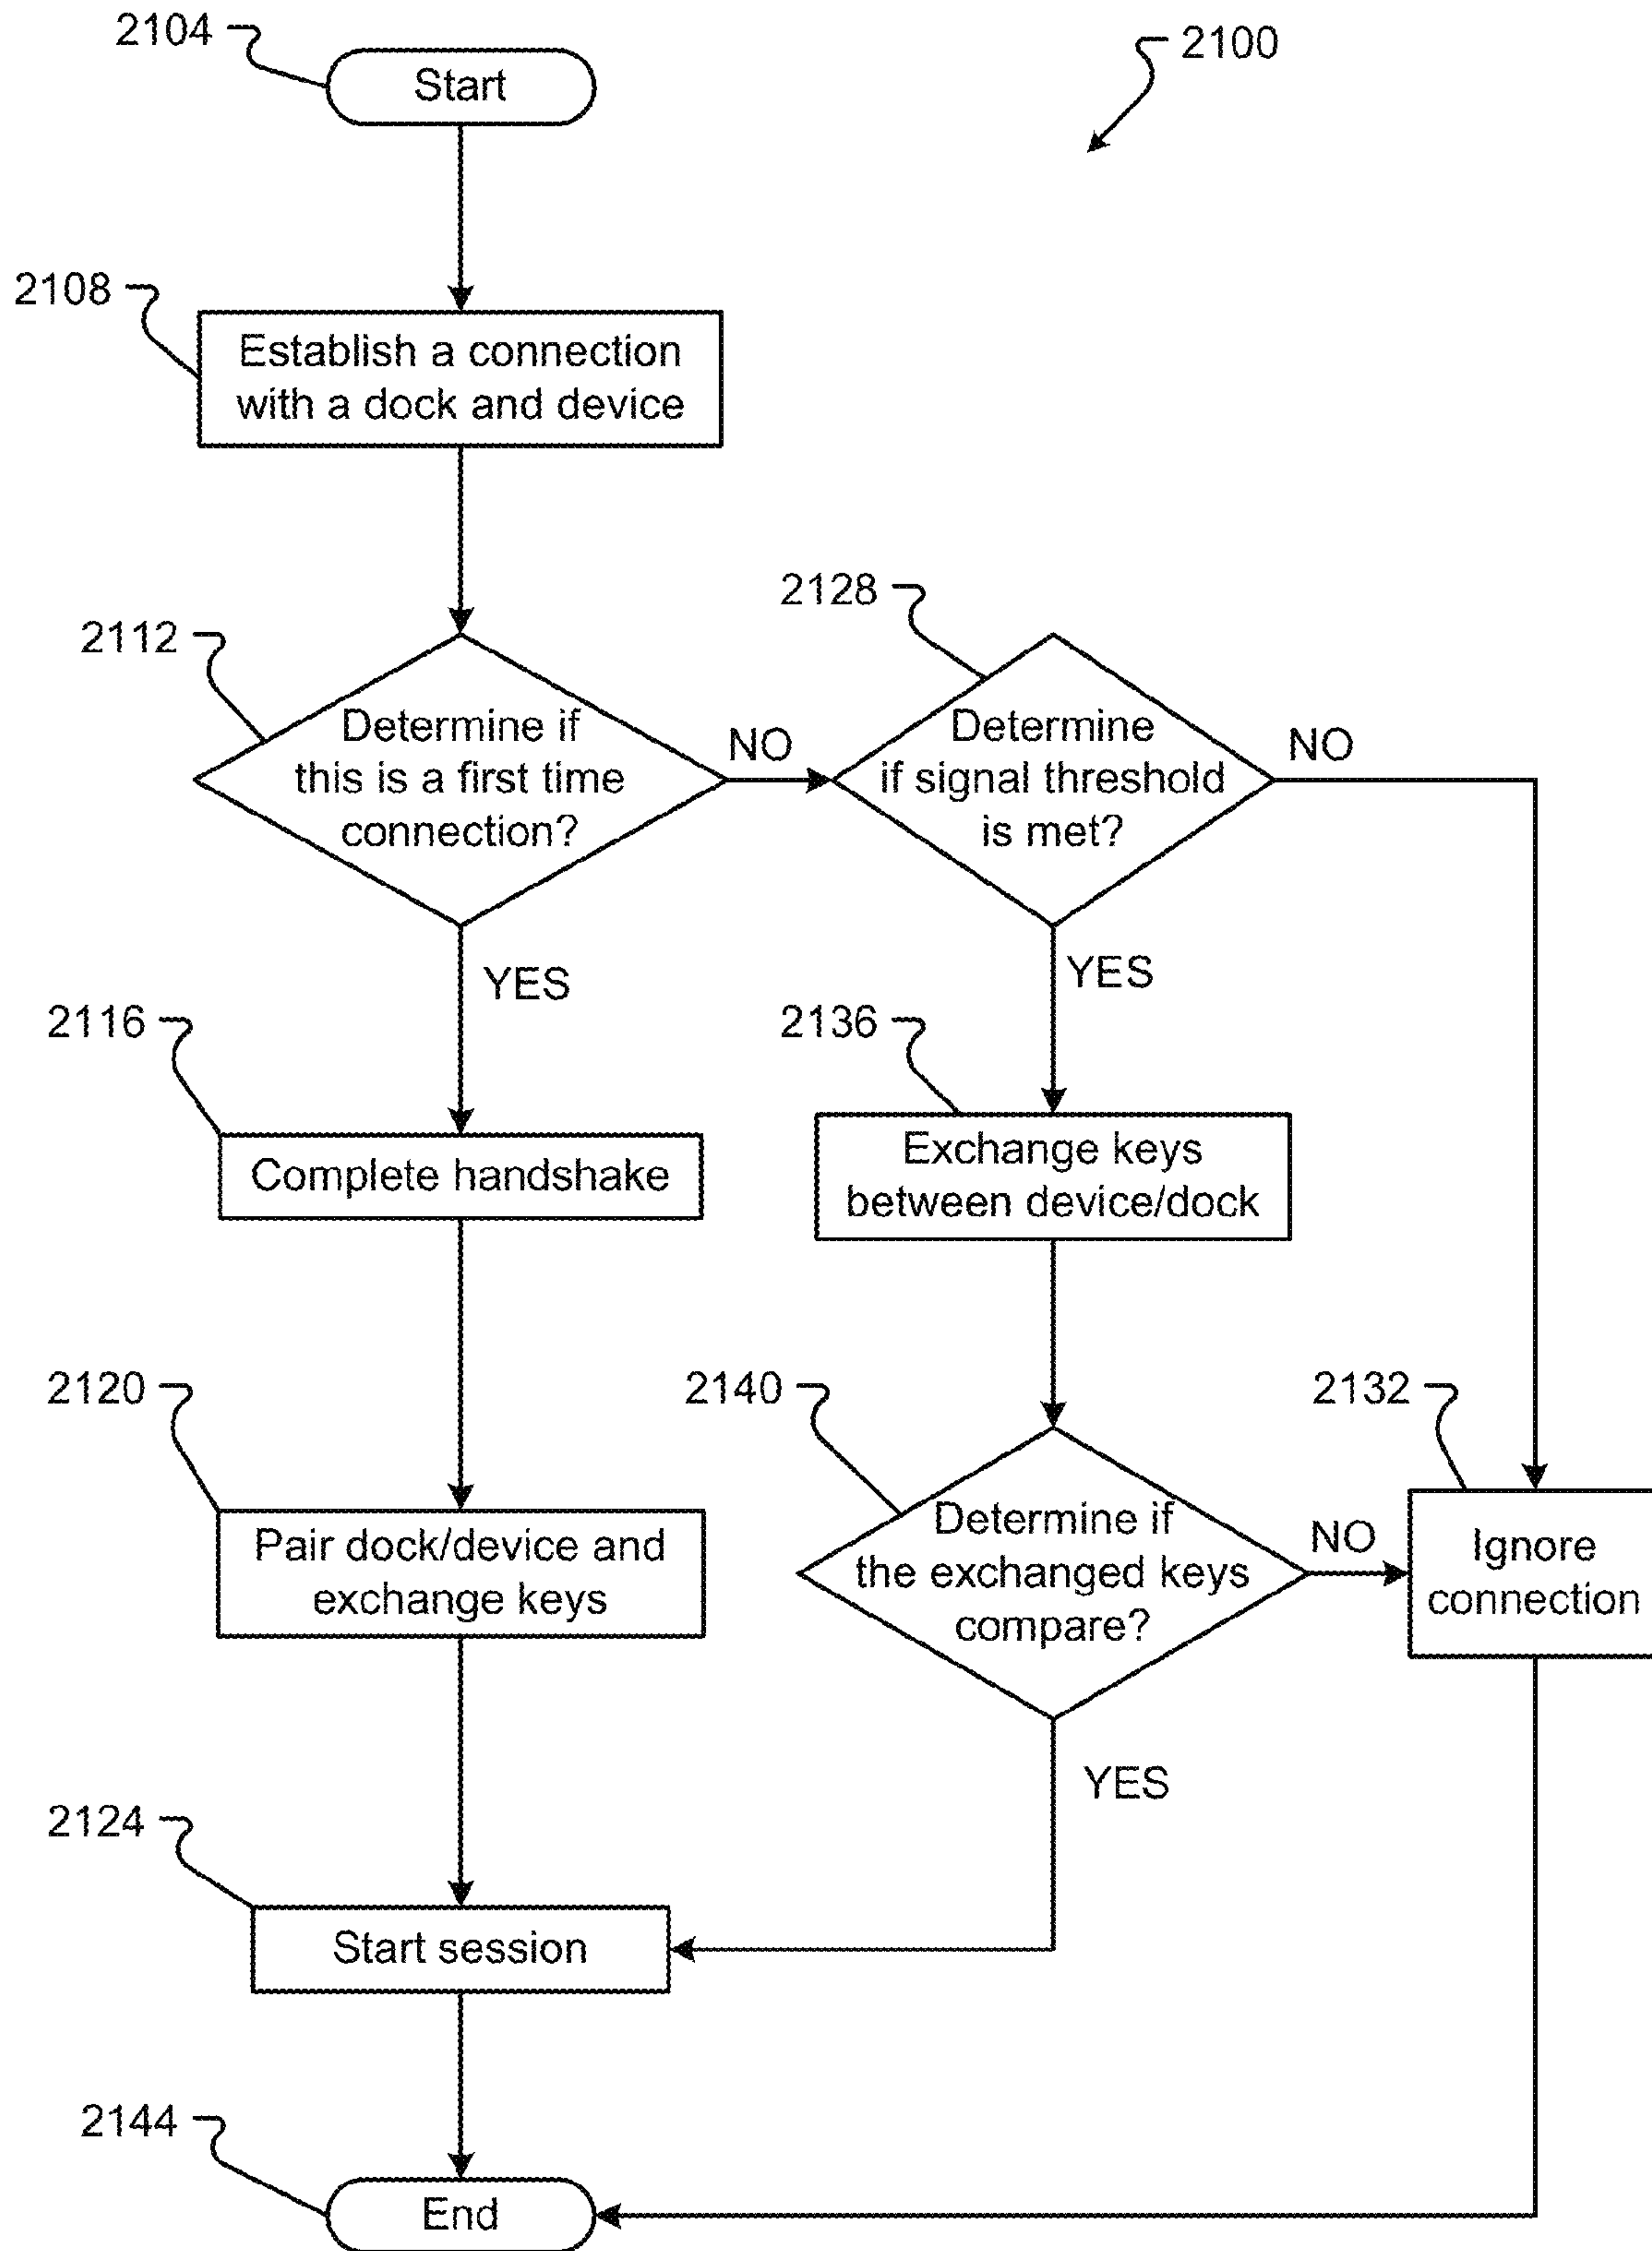 2104
Start
2100
2108
Establish a connection
with a dock and device
2112
Determine if
this is a first time
connection?
NO
2128
Determine
if signal threshold
is met?
NO
YES
YES
2116
Complete handshake
2136
Exchange keys
between device/dock
2120
Pair dock/device and
exchange keys
2140
Determine if
the exchanged keys
compare?
NO
2132
Ignore
connection
YES
2124
Start session
2144
End